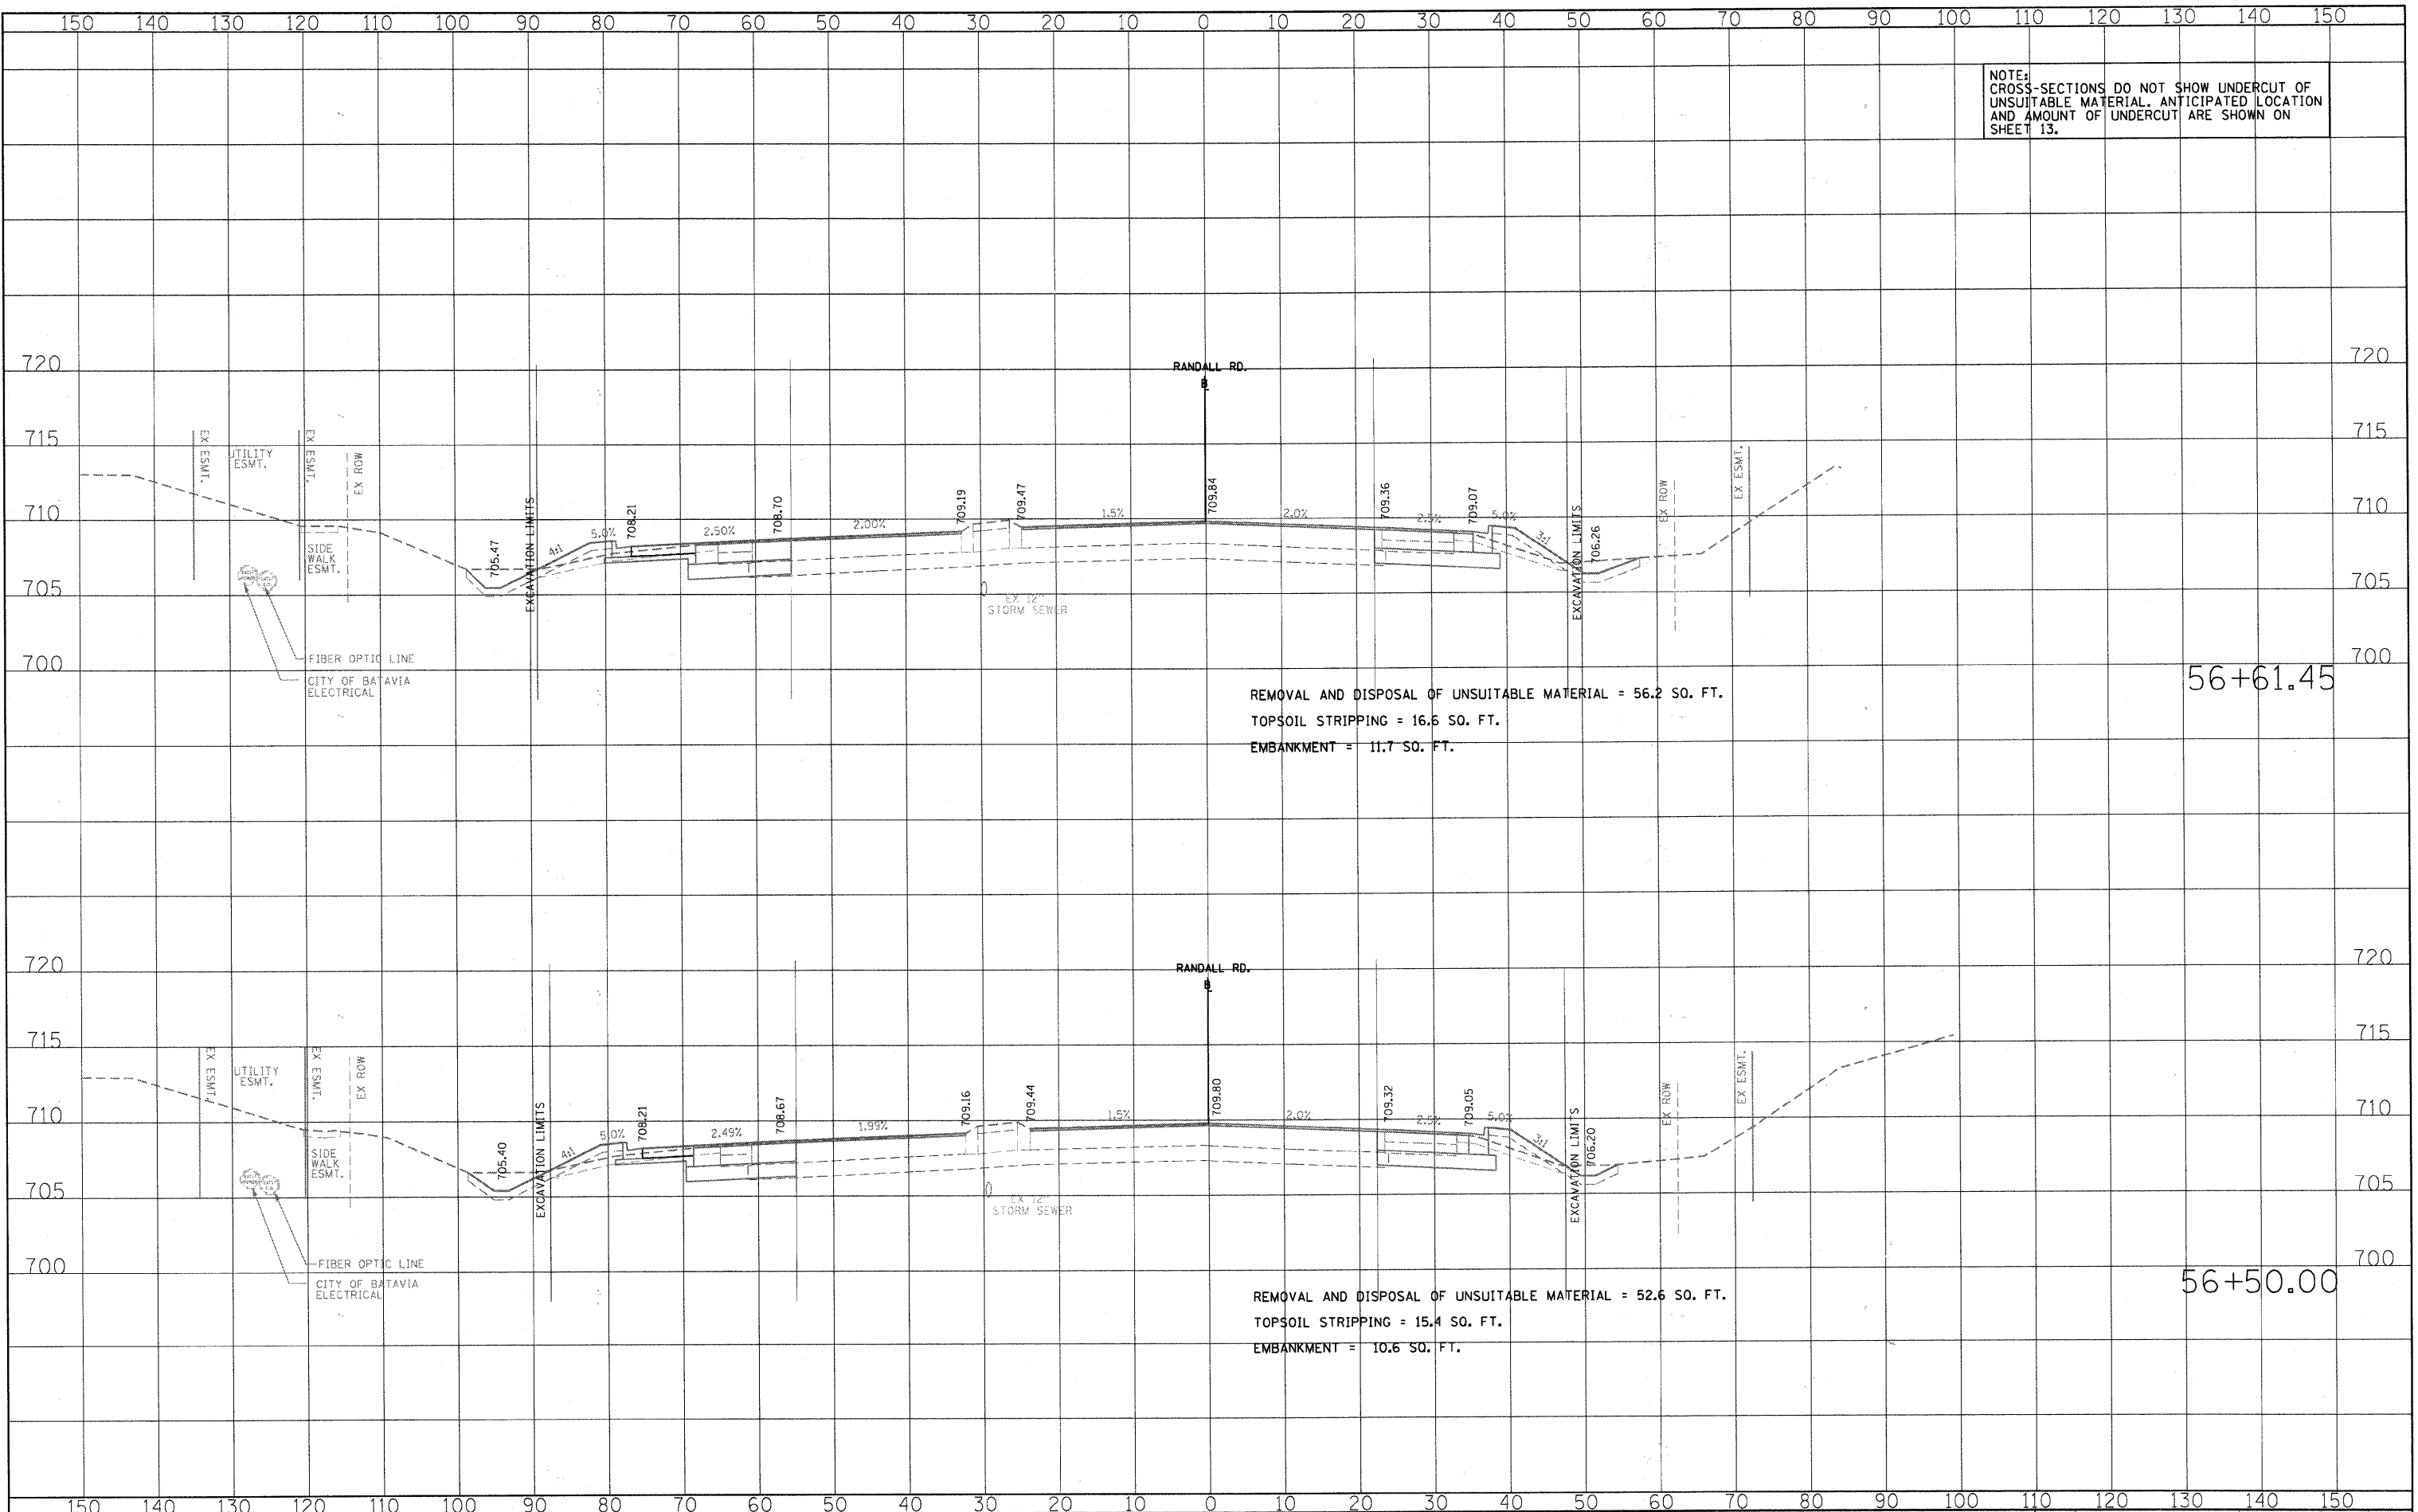 150 140 130 120 110 100 90 80 70 60 50 40 30 20 10 0 10 20 30 40 50 60 70 80 90 100 110 120 130 140 150
NOTE:
CROSS-SECTIONS DO NOT SHOW UNDERCUT OF
UNSUITABLE MATERIAL. ANTICIPATED LOCATION
AND AMOUNT OF UNDERCUT ARE SHOWN ON
SHEET 13.
720
RANDALL RD.
720
715
715
EX ESMT.
UTILITY
ESMT.
EX ESMT.
EX ROW
710
SIDE
WALK
ESMT.
705.47
EXCAVATION LIMITS
4:1
5.0%
708.21
2.50%
708.70
2.00%
709.19
709.47
1.5%
709.84
2.0%
709.36
2.5%
709.07
5.0%
3:1
EXCAVATION LIMITS
706.26
EX ROW
EX ESMT.
710
705
EX 12"
STORM SEWER
705
FIBER OPTIC LINE
CITY OF BATAVIA
ELECTRICAL
700
700
56+61.45
REMOVAL AND DISPOSAL OF UNSUITABLE MATERIAL = 56.2 SQ. FT.
TOPSOIL STRIPPING = 16.6 SQ. FT.
EMBANKMENT = 11.7 SQ. FT.
720
RANDALL RD.
720
715
715
EX ESMT.
UTILITY
ESMT.
EX ESMT.
EX ROW
710
SIDE
WALK
ESMT.
705.40
EXCAVATION LIMITS
4:1
5.0%
708.21
2.49%
708.67
1.99%
709.16
709.44
1.5%
709.80
2.0%
709.32
2.5%
709.05
5.0%
3:1
EXCAVATION LIMITS
706.20
EX ROW
EX ESMT.
710
705
EX 12"
STORM SEWER
705
FIBER OPTIC LINE
CITY OF BATAVIA
ELECTRICAL
700
700
56+50.00
REMOVAL AND DISPOSAL OF UNSUITABLE MATERIAL = 52.6 SQ. FT.
TOPSOIL STRIPPING = 15.4 SQ. FT.
EMBANKMENT = 10.6 SQ. FT.
150 140 130 120 110 100 90 80 70 60 50 40 30 20 10 0 10 20 30 40 50 60 70 80 90 100 110 120 130 140 150